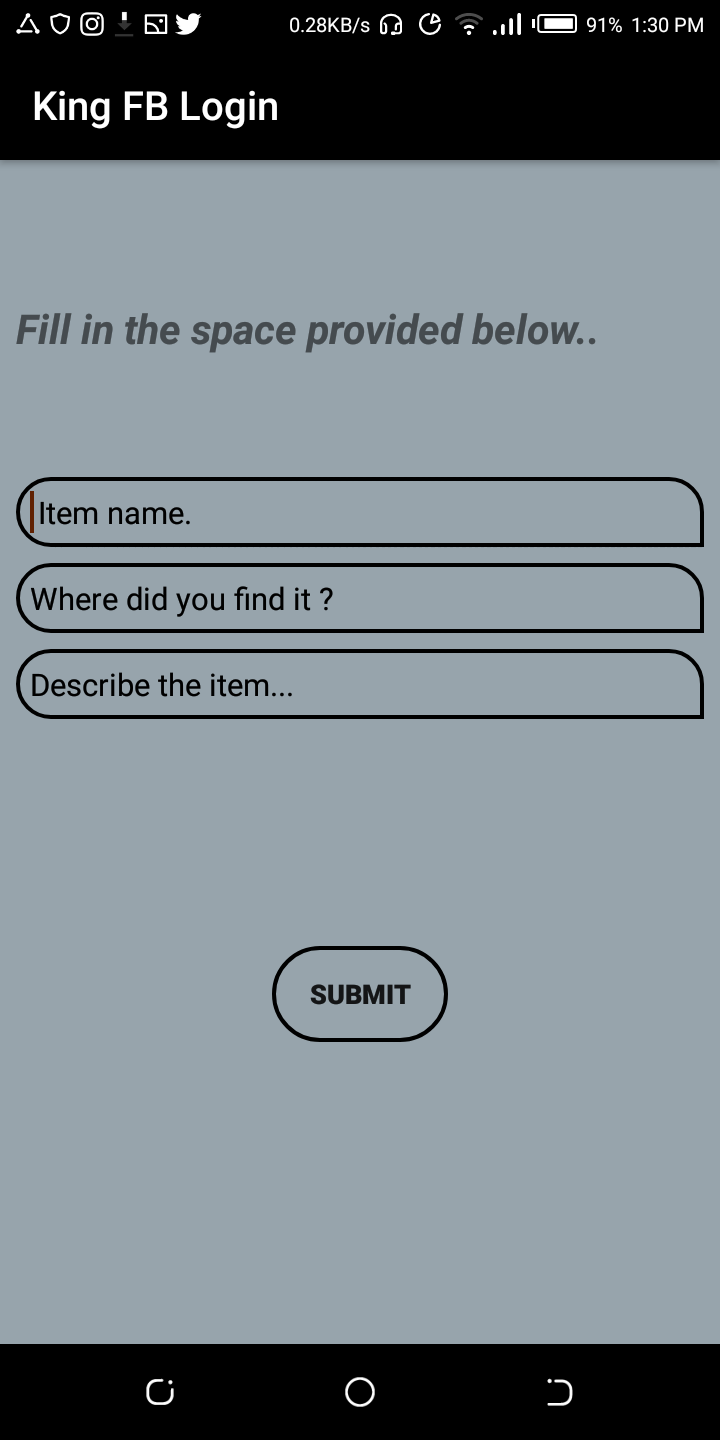 0.28KB/s 91% 1:30 PM
King FB Login
Fill in the space provided below..
Item name.
Where did you find it ?
Describe the item...
SUBMIT